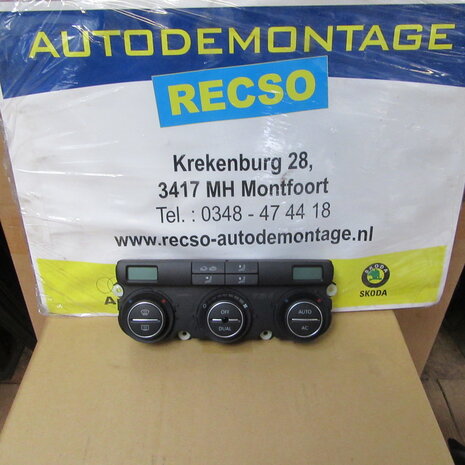 AUTODEMONTAGE
RECSO
Krekenburg 28,
3417 MH Montfoort
Tel. : 0348 - 47 44 18
www.recso-autodemontage.nl
SKODA
OFF
DUAL
AUTO
AC